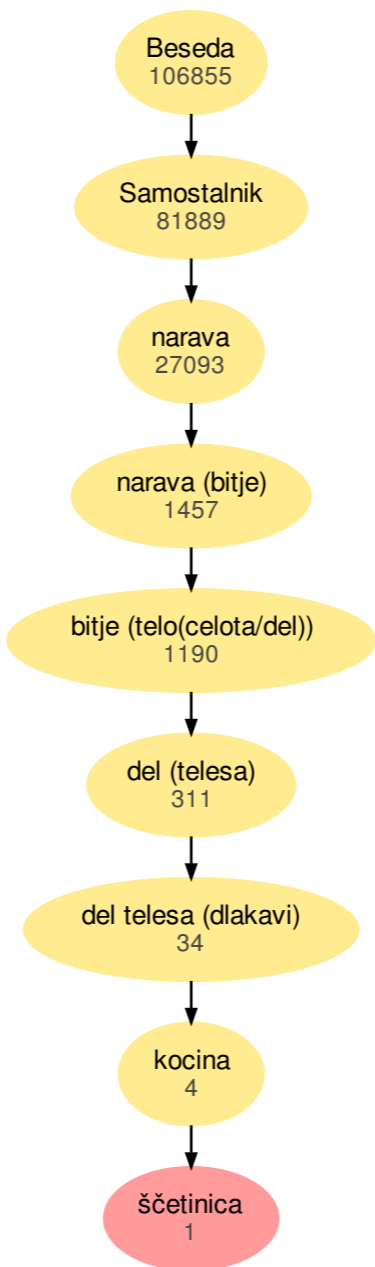 Beseda
106855
Samostalnik
81889
narava
27093
narava (bitje)
1457
bitje (telo(celota/del))
1190
del (telesa)
311
del telesa (dlakavi)
34
kocina
4
ščetinica
1